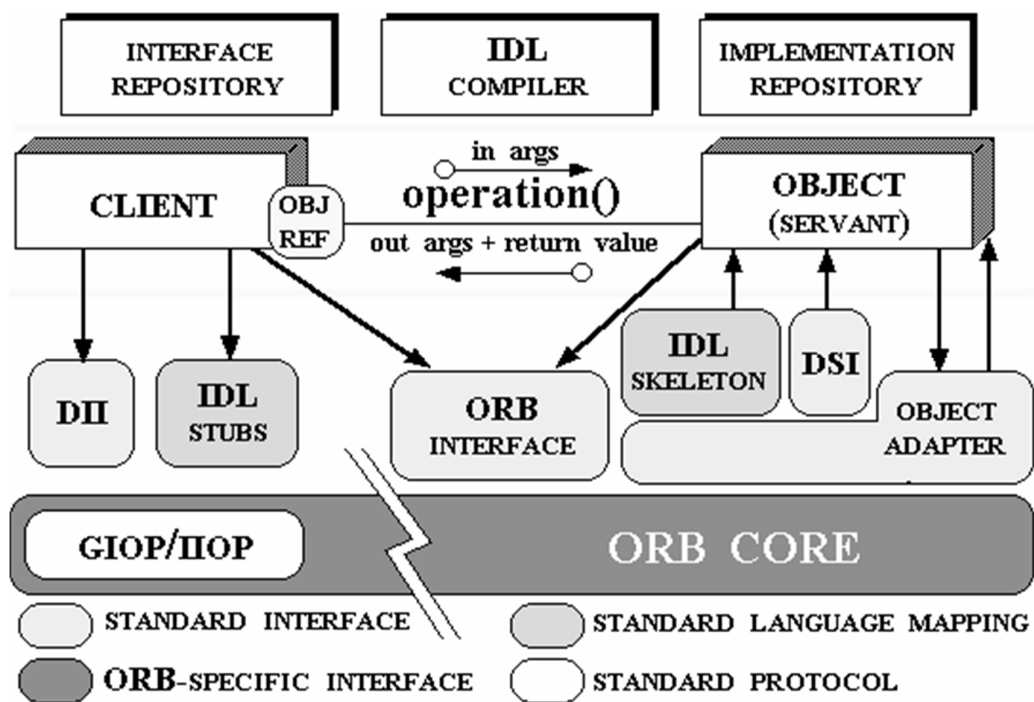 INTERFACE
REPOSITORY
IDL
COMPILER
IMPLEMENTATION
REPOSITORY
CLIENT
OBJ
REF
in args
operation()
out args + return value
OBJECT
(SERVANT)
DII
IDL
STUBS
ORB
INTERFACE
IDL
SKELETON
DSI
OBJECT
ADAPTER
GIOP/IIOP
ORB CORE
STANDARD INTERFACE
STANDARD LANGUAGE MAPPING
ORB-SPECIFIC INTERFACE
STANDARD PROTOCOL